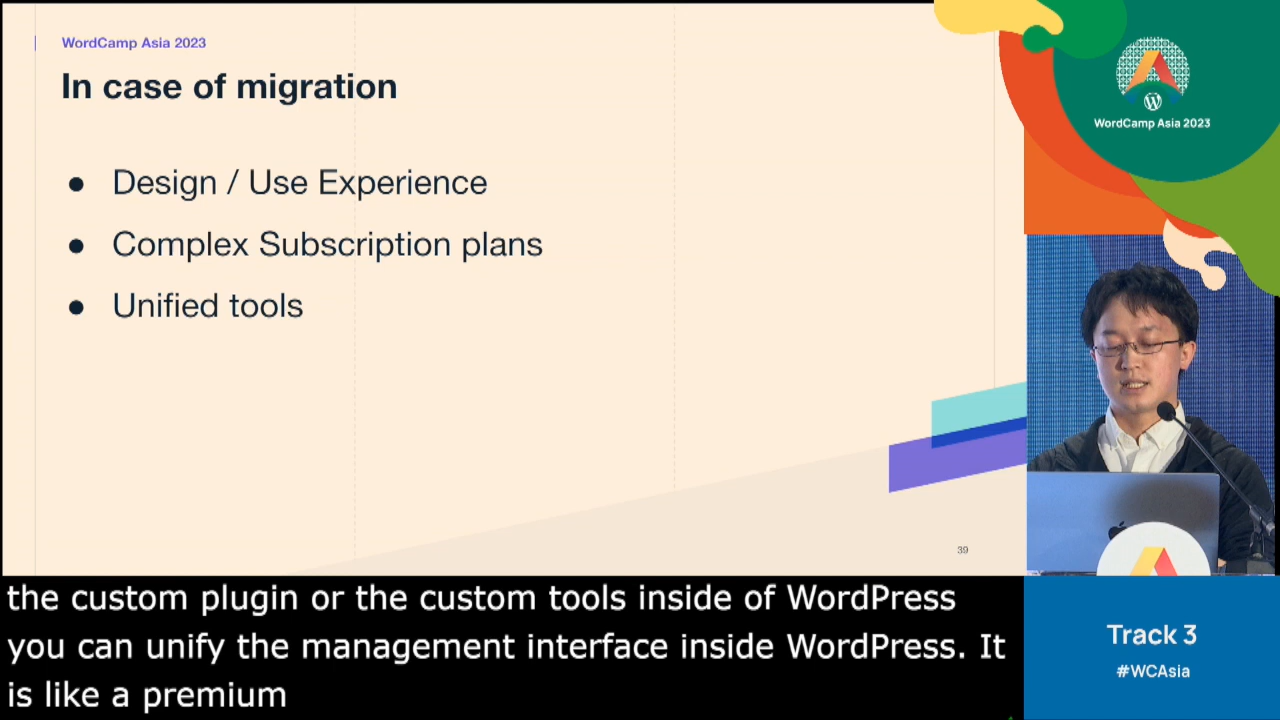 WordCamp Asia 2023
In case of migration
● Design / Use Experience
● Complex Subscription plans
● Unified tools
39
WordCamp Asia 2023
the custom plugin or the custom tools inside of WordPress
you can unify the management interface inside WordPress. It
is like a premium
Track 3
#WCAsia